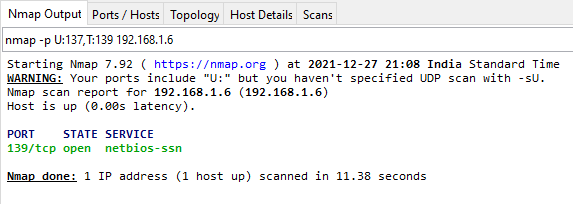 Nmap Output Ports / Hosts Topology Host Details Scans
nmap -p U:137,T:139 192.168.1.6
Starting Nmap 7.92 ( https://nmap.org ) at 2021-12-27 21:08 India Standard Time
WARNING: Your ports include "U:" but you haven't specified UDP scan with -sU.
Nmap scan report for 192.168.1.6 (192.168.1.6)
Host is up (0.00s latency).
PORT STATE SERVICE
139/tcp open netbios-ssn
Nmap done: 1 IP address (1 host up) scanned in 11.38 seconds